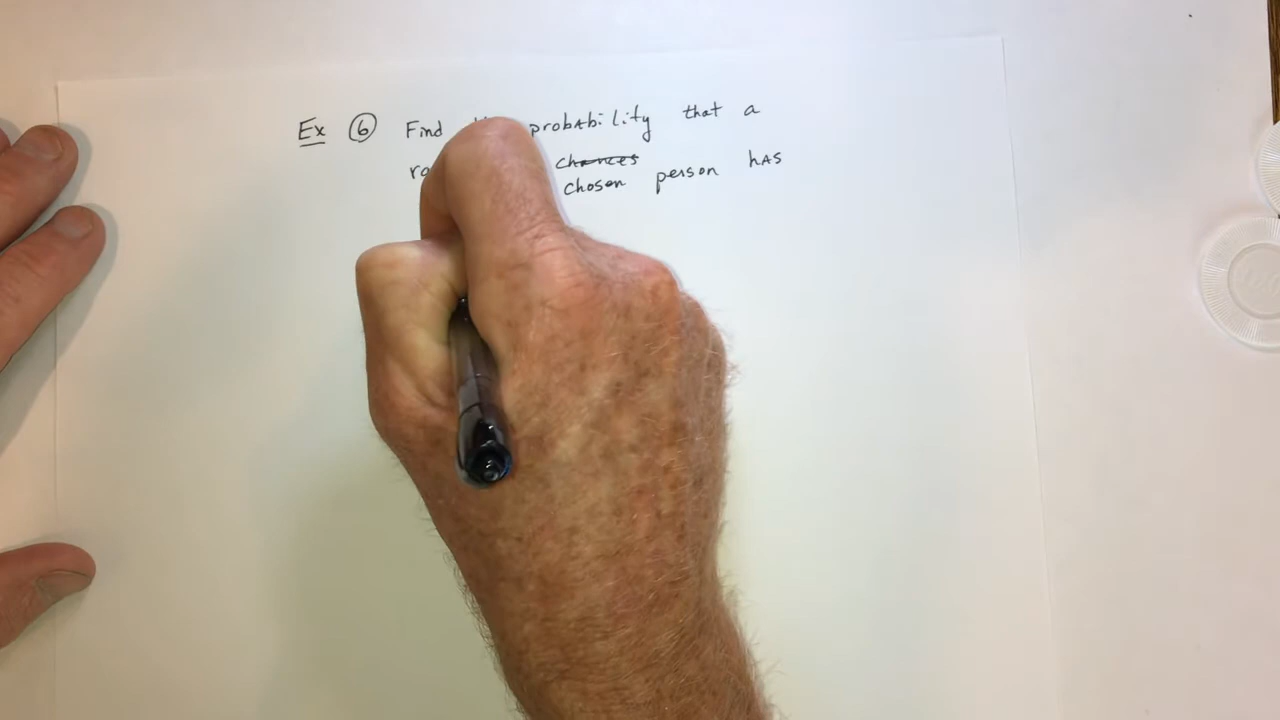 Ex ⑥ Find probability that a
~~chances~~
chosen person has